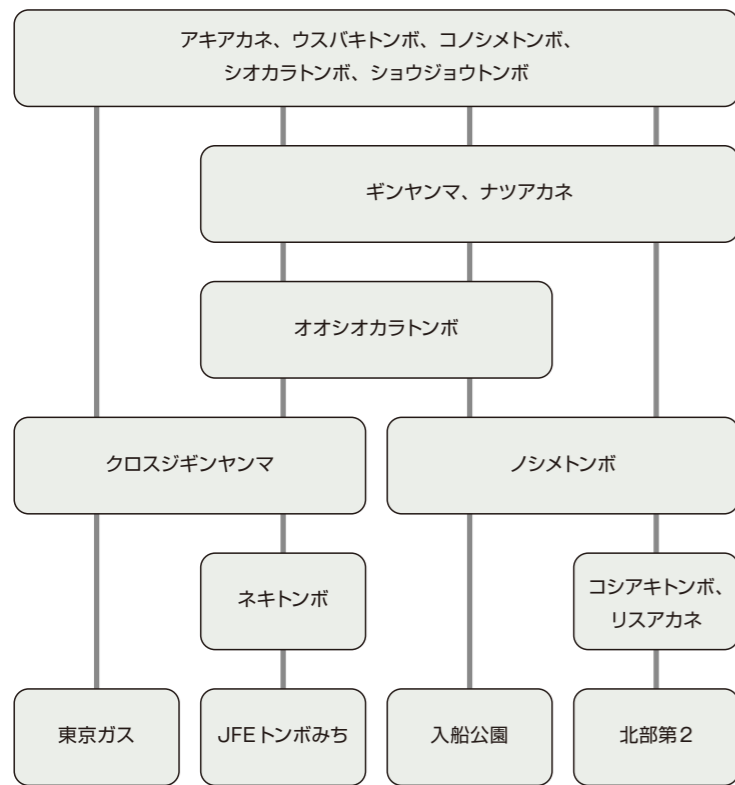 アキアカネ、ウスバキトンボ、コノシメトンボ、
シオカラトンボ、ショウジョウトンボ
ギンヤンマ、ナツアカネ
オオシオカラトンボ
クロスジギンヤンマ
ノシメトンボ
ネキトンボ
コシアキトンボ、
リスアカネ
東京ガス
JFEトンボみち
入船公園
北部第2